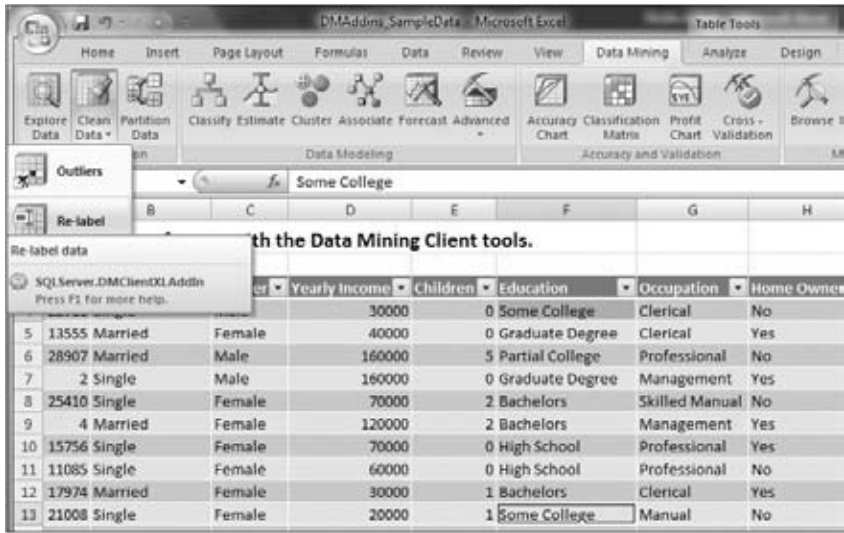 DMAddins_SampleData - Microsoft Excel Table Tools
Home Insert Page Layout Formulas Data Review View Data Mining Analyze Design
Explore Data Clean Data Partition Data Classify Estimate Cluster Associate Forecast Advanced Accuracy Chart Classification Matrix Profit Chart Cross-Validation Browse
Data Modeling Accuracy and Validation
Outliers
fx Some College
Re-label
B C D E F G H
th the Data Mining Client tools.
Re-label data
SQLServer.DMClientXLAddIn
Press F1 for more help.
er Yearly Income Children Education Occupation Home Owner
30000 0 Some College Clerical No
5 13555 Married Female 40000 0 Graduate Degree Clerical Yes
6 28907 Married Male 160000 5 Partial College Professional No
7 2 Single Male 160000 0 Graduate Degree Management Yes
8 25410 Single Female 70000 2 Bachelors Skilled Manual No
9 4 Married Female 120000 2 Bachelors Management Yes
10 15756 Single Female 70000 0 High School Professional Yes
11 11085 Single Female 60000 0 High School Professional No
12 17974 Married Female 30000 1 Bachelors Clerical Yes
13 21008 Single Female 20000 1 Some College Manual No